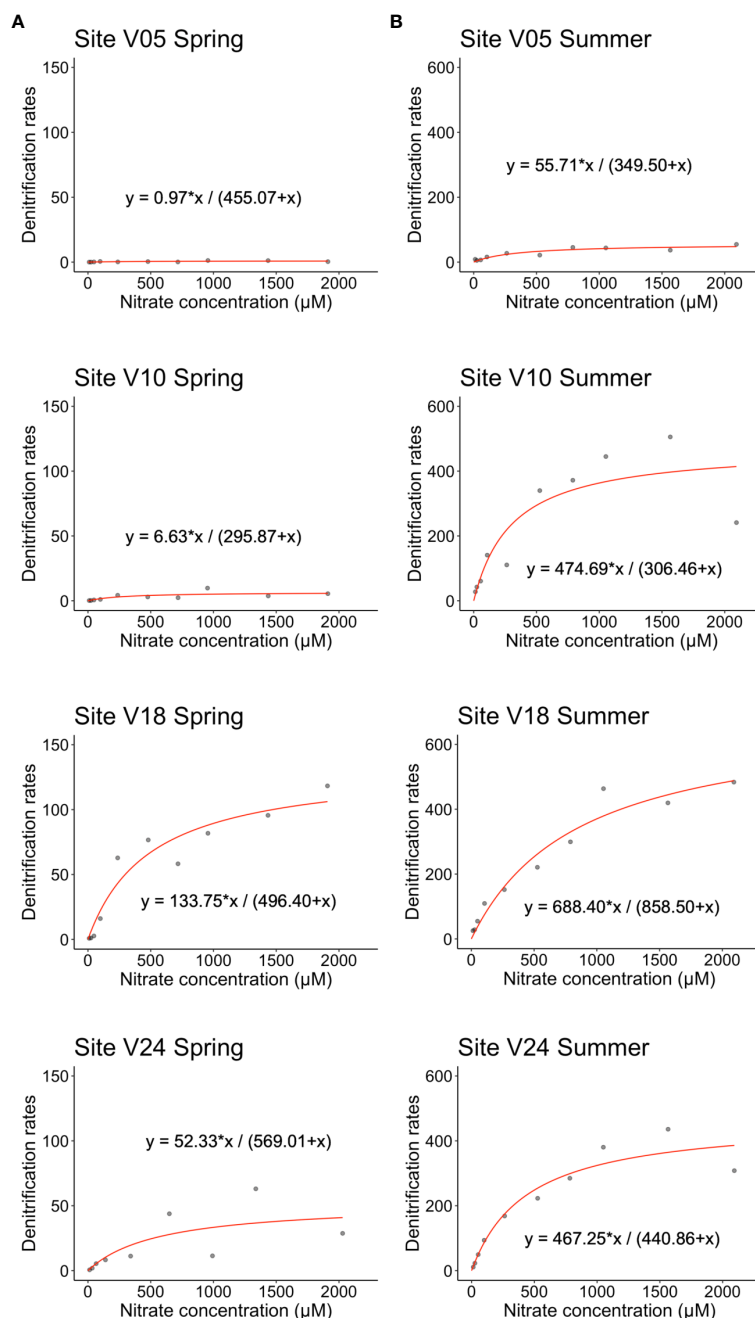 A
B
Site V05 Spring
Denitrification rates
150
100
50
0
y = 0.97*x / (455.07+x)
0 500 1000 1500 2000
Nitrate concentration (µM)
Site V05 Summer
Denitrification rates
600
400
200
0
y = 55.71*x / (349.50+x)
0 500 1000 1500 2000
Nitrate concentration (µM)
Site V10 Spring
Denitrification rates
150
100
50
0
y = 6.63*x / (295.87+x)
0 500 1000 1500 2000
Nitrate concentration (µM)
Site V10 Summer
Denitrification rates
600
400
200
0
y = 474.69*x / (306.46+x)
0 500 1000 1500 2000
Nitrate concentration (µM)
Site V18 Spring
Denitrification rates
150
100
50
0
y = 133.75*x / (496.40+x)
0 500 1000 1500 2000
Nitrate concentration (µM)
Site V18 Summer
Denitrification rates
600
400
200
0
y = 688.40*x / (858.50+x)
0 500 1000 1500 2000
Nitrate concentration (µM)
Site V24 Spring
Denitrification rates
150
100
50
0
y = 52.33*x / (569.01+x)
0 500 1000 1500 2000
Nitrate concentration (µM)
Site V24 Summer
Denitrification rates
600
400
200
0
y = 467.25*x / (440.86+x)
0 500 1000 1500 2000
Nitrate concentration (µM)